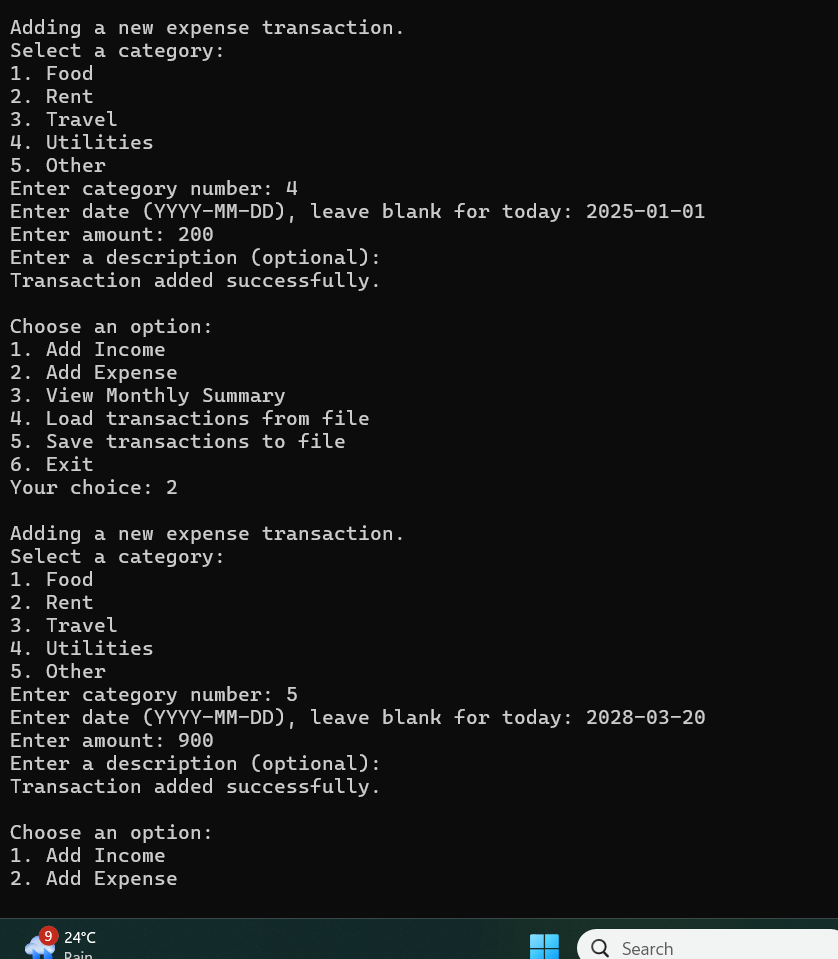 Adding a new expense transaction.
Select a category:
1. Food
2. Rent
3. Travel
4. Utilities
5. Other
Enter category number: 4
Enter date (YYYY-MM-DD), leave blank for today: 2025-01-01
Enter amount: 200
Enter a description (optional):
Transaction added successfully.
Choose an option:
1. Add Income
2. Add Expense
3. View Monthly Summary
4. Load transactions from file
5. Save transactions to file
6. Exit
Your choice: 2
Adding a new expense transaction.
Select a category:
1. Food
2. Rent
3. Travel
4. Utilities
5. Other
Enter category number: 5
Enter date (YYYY-MM-DD), leave blank for today: 2028-03-20
Enter amount: 900
Enter a description (optional):
Transaction added successfully.
Choose an option:
1. Add Income
2. Add Expense
9
24°C
Rain
Search